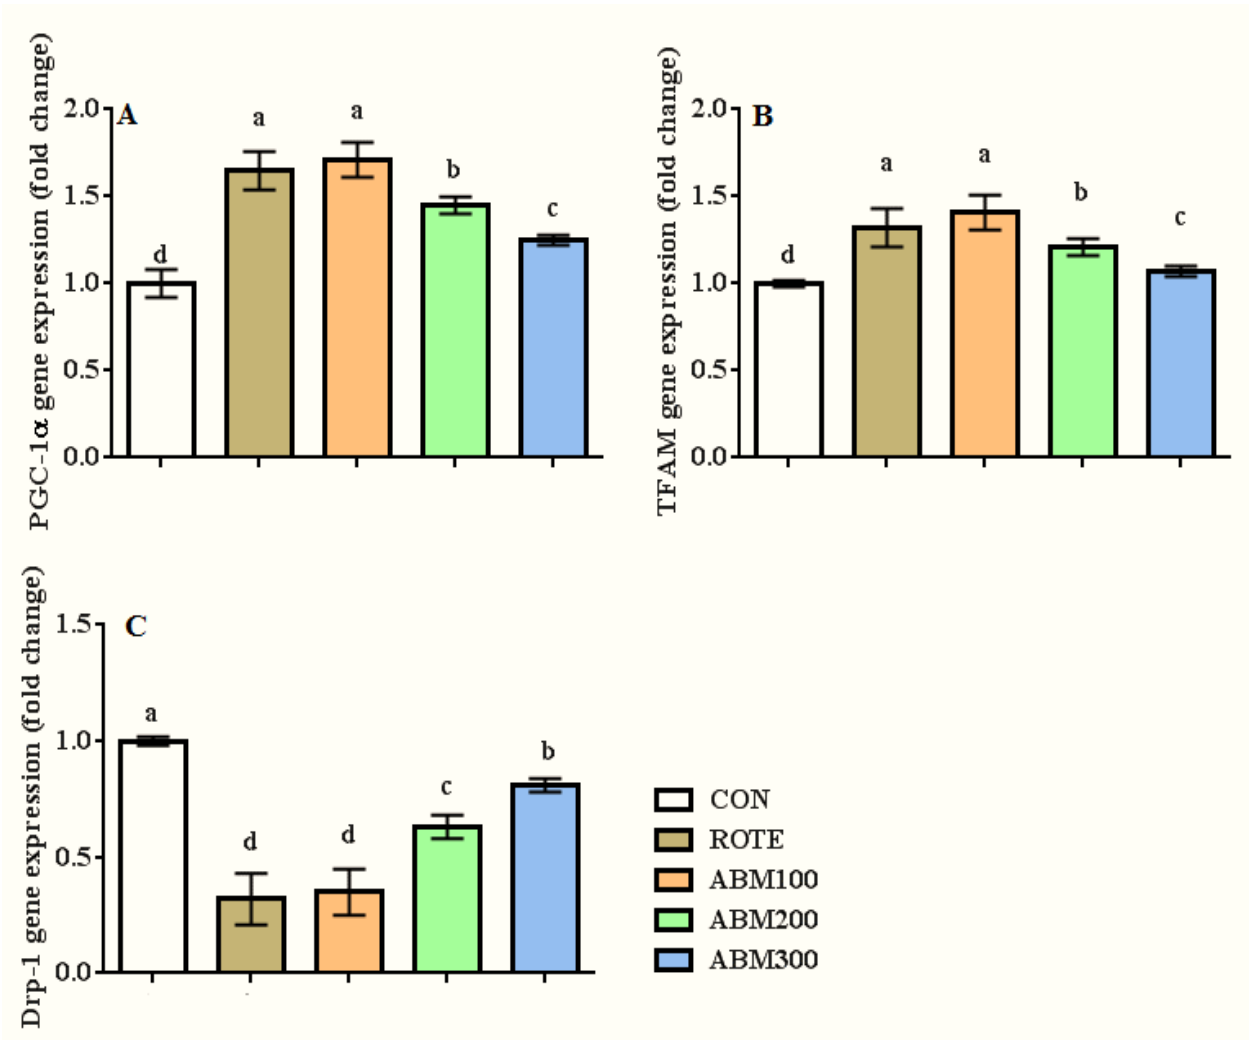 PGC-1α gene expression (fold change)
A
2.0
1.5
1.0
0.5
0.0
d
a
a
b
c
TFAM gene expression (fold change)
B
2.0
1.5
1.0
0.5
0.0
d
a
a
b
c
Drp-1 gene expression (fold change)
C
1.5
1.0
0.5
0.0
a
d
d
c
b
CON
ROTE
ABM100
ABM200
ABM300